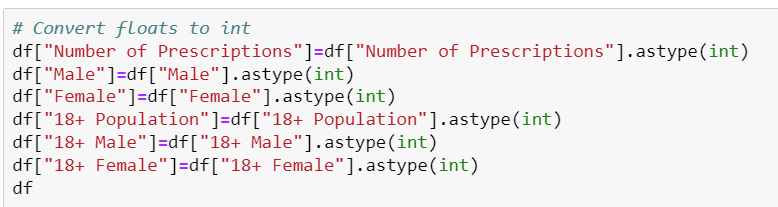 # Convert floats to int
df["Number of Prescriptions"]=df["Number of Prescriptions"].astype(int)
df["Male"]=df["Male"].astype(int)
df["Female"]=df["Female"].astype(int)
df["18+ Population"]=df["18+ Population"].astype(int)
df["18+ Male"]=df["18+ Male"].astype(int)
df["18+ Female"]=df["18+ Female"].astype(int)
df